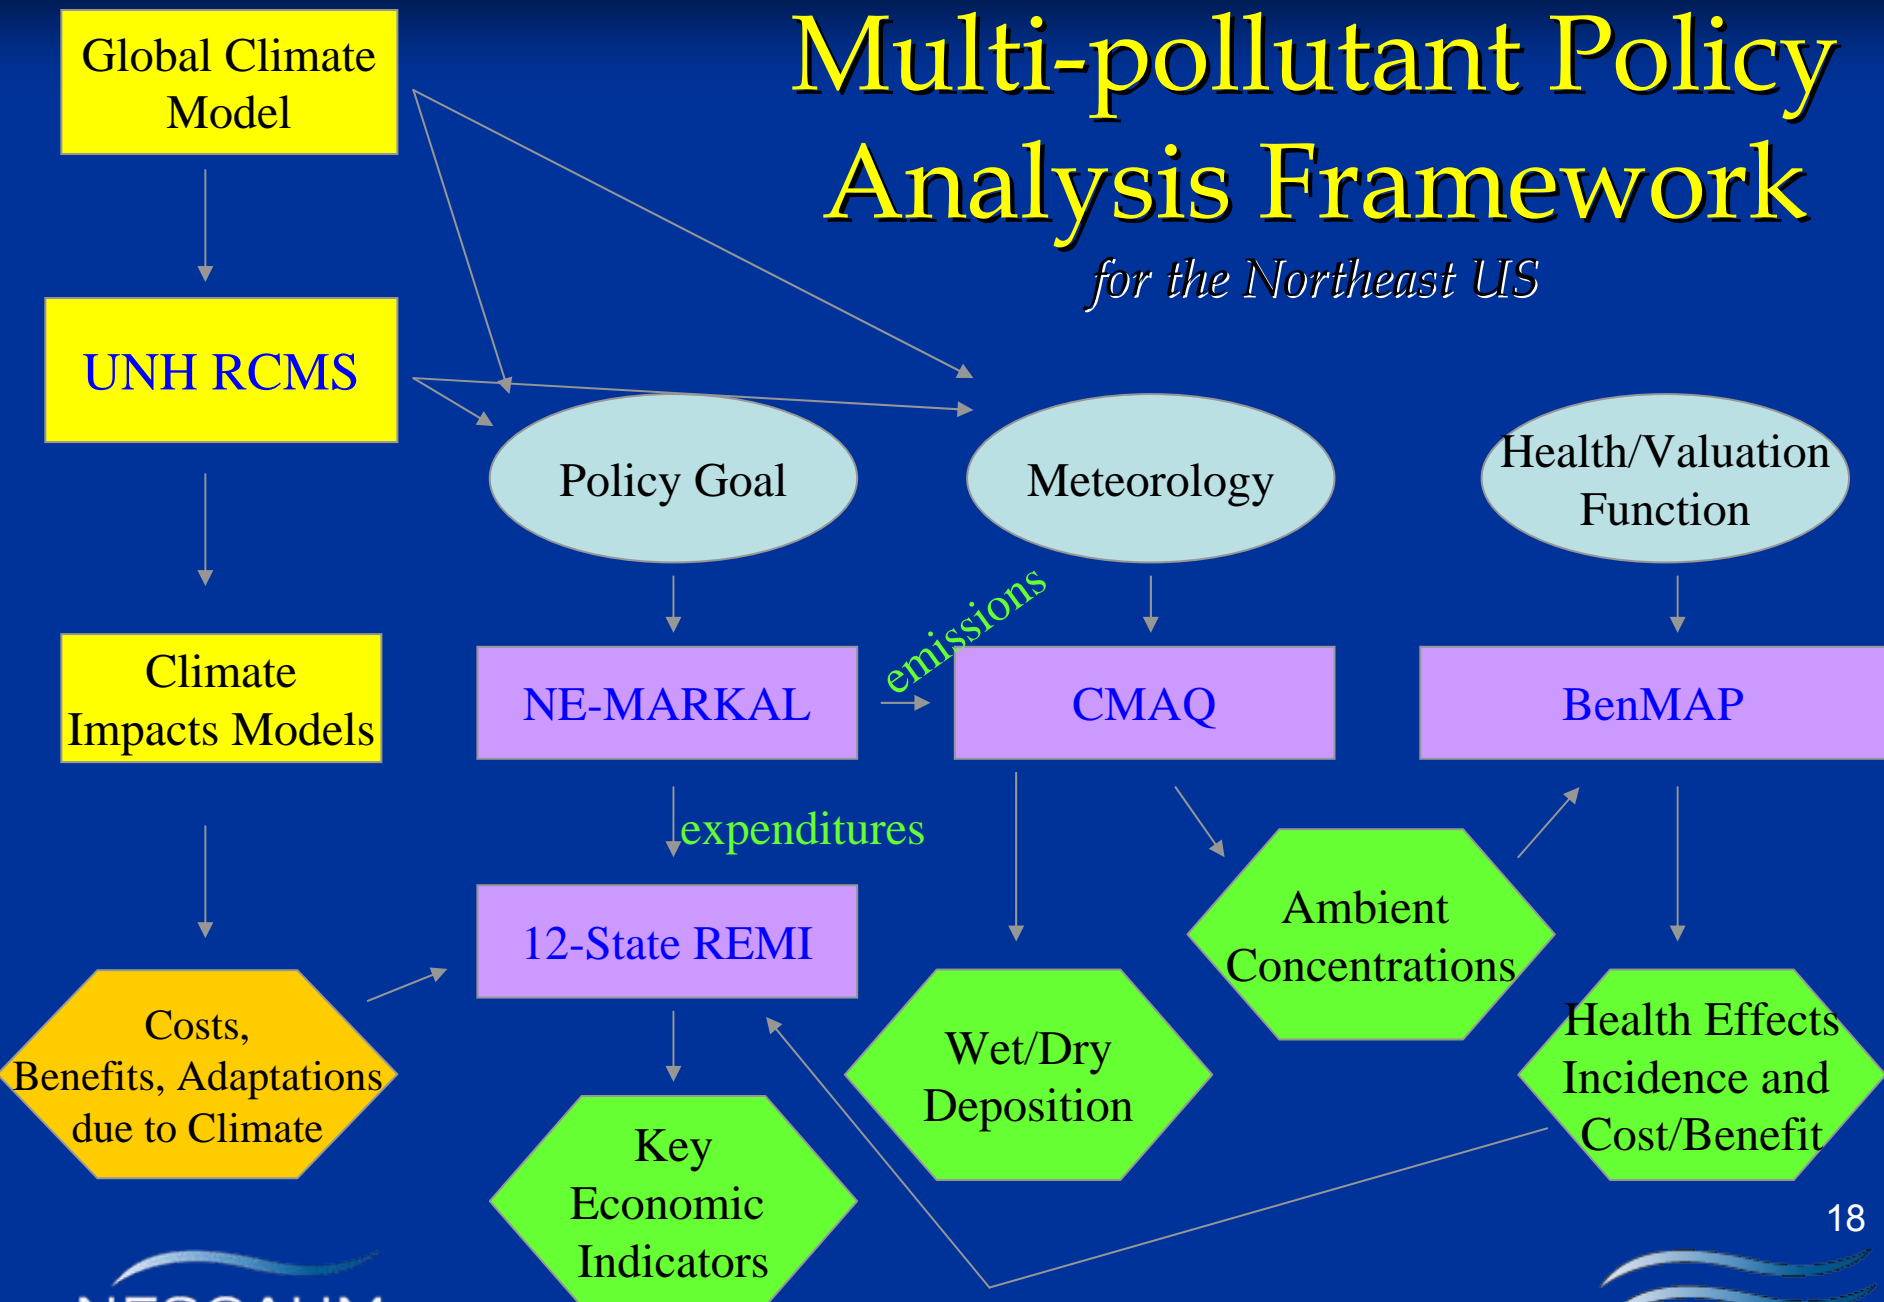 Multi-pollutant Policy
Analysis Framework
for the Northeast US
Global Climate
Model
UNH RCMS
Policy Goal
Meteorology
Health/Valuation
Function
emissions
Climate
Impacts Models
NE-MARKAL
CMAQ
BenMAP
expenditures
12-State REMI
Ambient
Concentrations
Costs,
Benefits, Adaptations
due to Climate
Wet/Dry
Deposition
Health Effects
Incidence and
Cost/Benefit
Key
Economic
Indicators
18